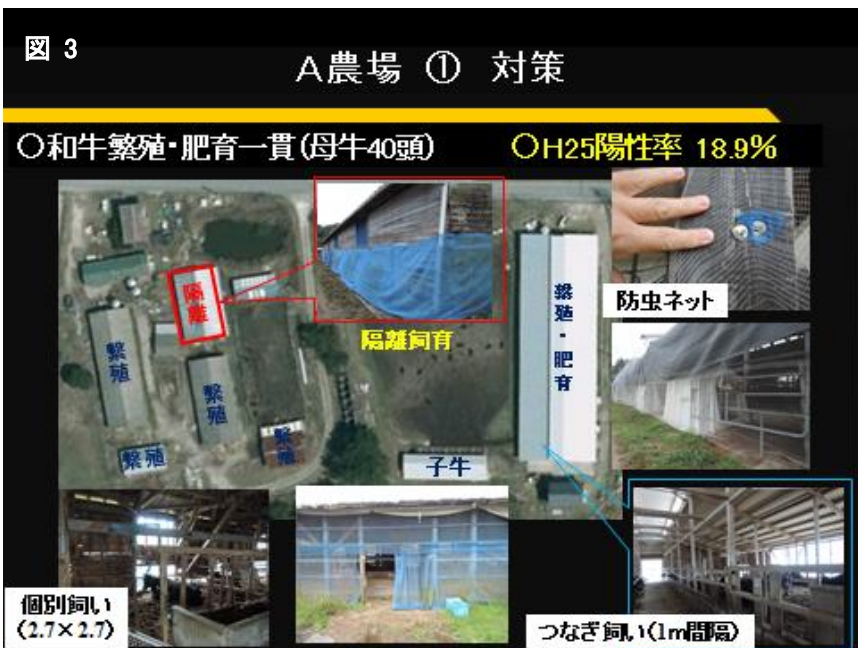 図 3
A農場 ① 対策
○和牛繁殖・肥育一貫(母牛40頭)
○H25陽性率 18.9%
隔離
隔離飼育
繁殖
繁殖
繁殖
繁殖
繁殖・肥育
子牛
防虫ネット
個別飼い
(2.7×2.7)
つなぎ飼い(1m間隔)